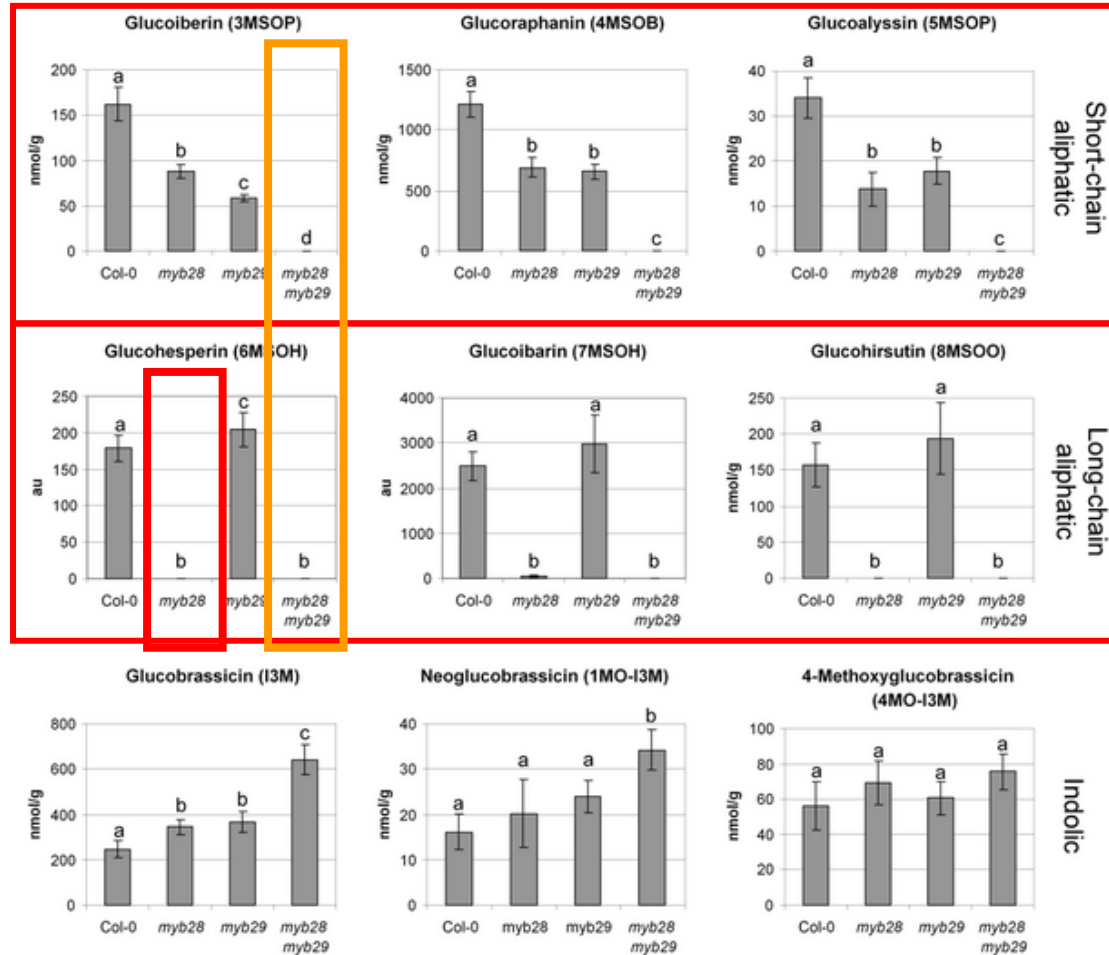 Glucoiberin (3MSOP)
200
150
100
50
0
nmol/g
a
b
c
d
Col-0
myb28
myb29
myb28
myb29
Glucoraphanin (4MSOB)
1500
1000
500
0
nmol/g
a
b
b
c
Col-0
myb28
myb29
myb28
myb29
Glucoalyssin (5MSOP)
40
30
20
10
0
nmol/g
a
b
b
c
Col-0
myb28
myb29
myb28
myb29
Short-chain
aliphatic
Glucohesperin (6MSOH)
250
200
150
100
50
0
au
a
b
c
b
Col-0
myb28
myb29
myb28
myb29
Glucoibarin (7MSOH)
4000
3000
2000
1000
0
au
a
b
a
b
Col-0
myb28
myb29
myb28
myb29
Glucohirsutin (8MSOO)
250
200
150
100
50
0
nmol/g
a
b
a
b
Col-0
myb28
myb29
myb28
myb29
Long-chain
aliphatic
Glucobrassicin (I3M)
800
600
400
200
0
nmol/g
a
b
b
c
Col-0
myb28
myb29
myb28
myb29
Neoglucobrassicin (1MO-I3M)
40
30
20
10
0
nmol/g
a
a
a
b
Col-0
myb28
myb29
myb28
myb29
4-Methoxyglucobrassicin
(4MO-I3M)
100
80
60
40
20
0
nmol/g
a
a
a
a
Col-0
myb28
myb29
myb28
myb29
Indolic